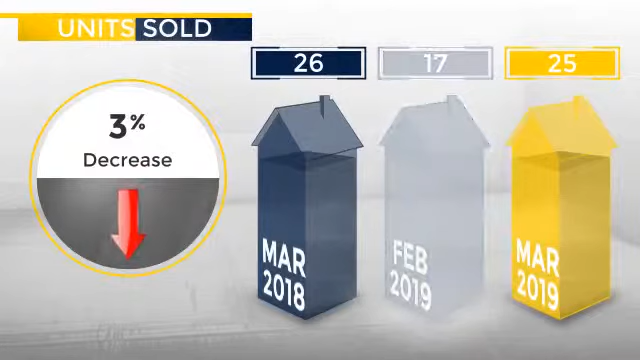 UNITS SOLD
26
17
25
3%
Decrease
MAR
2018
FEB
2019
MAR
2019